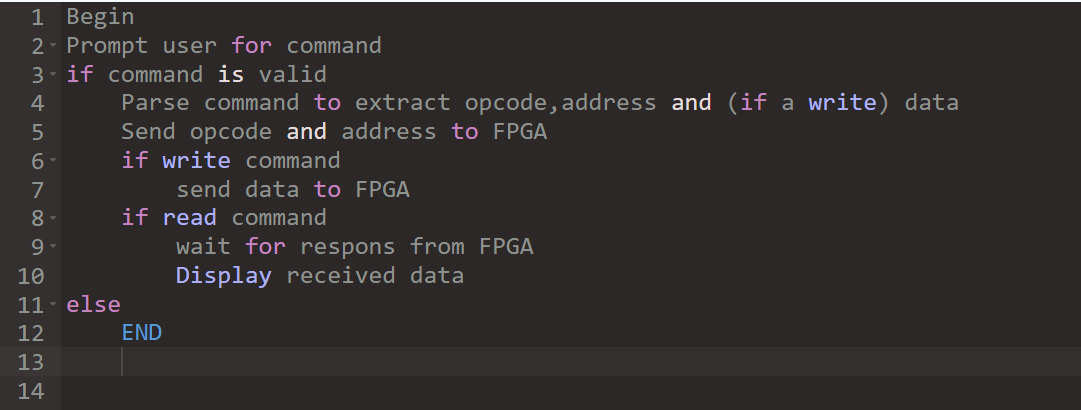 1 Begin
2 Prompt user for command
3 if command is valid
4 Parse command to extract opcode,address and (if a write) data
5 Send opcode and address to FPGA
6 if write command
7 send data to FPGA
8 if read command
9 wait for respons from FPGA
10 Display received data
11 else
12 END
13
14